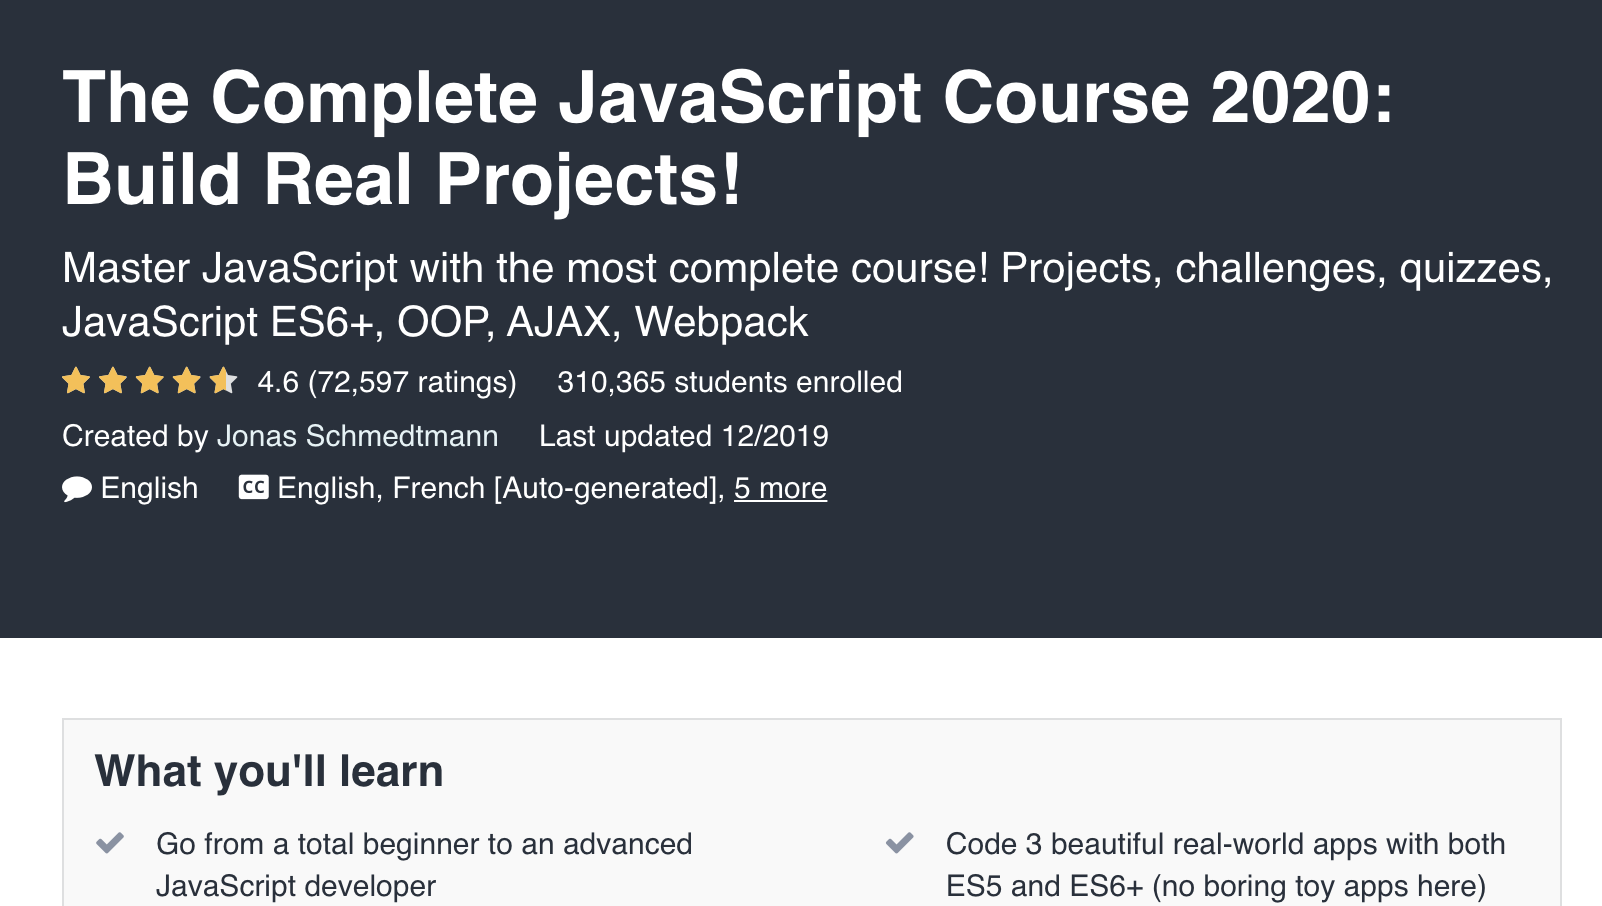 The Complete JavaScript Course 2020:
Build Real Projects!
Master JavaScript with the most complete course! Projects, challenges, quizzes,
JavaScript ES6+, OOP, AJAX, Webpack
4.6 (72,597 ratings) 310,365 students enrolled
Created by Jonas Schmedtmann Last updated 12/2019
English CC English, French [Auto-generated], 5 more
What you'll learn
Go from a total beginner to an advanced
JavaScript developer
Code 3 beautiful real-world apps with both
ES5 and ES6+ (no boring toy apps here)